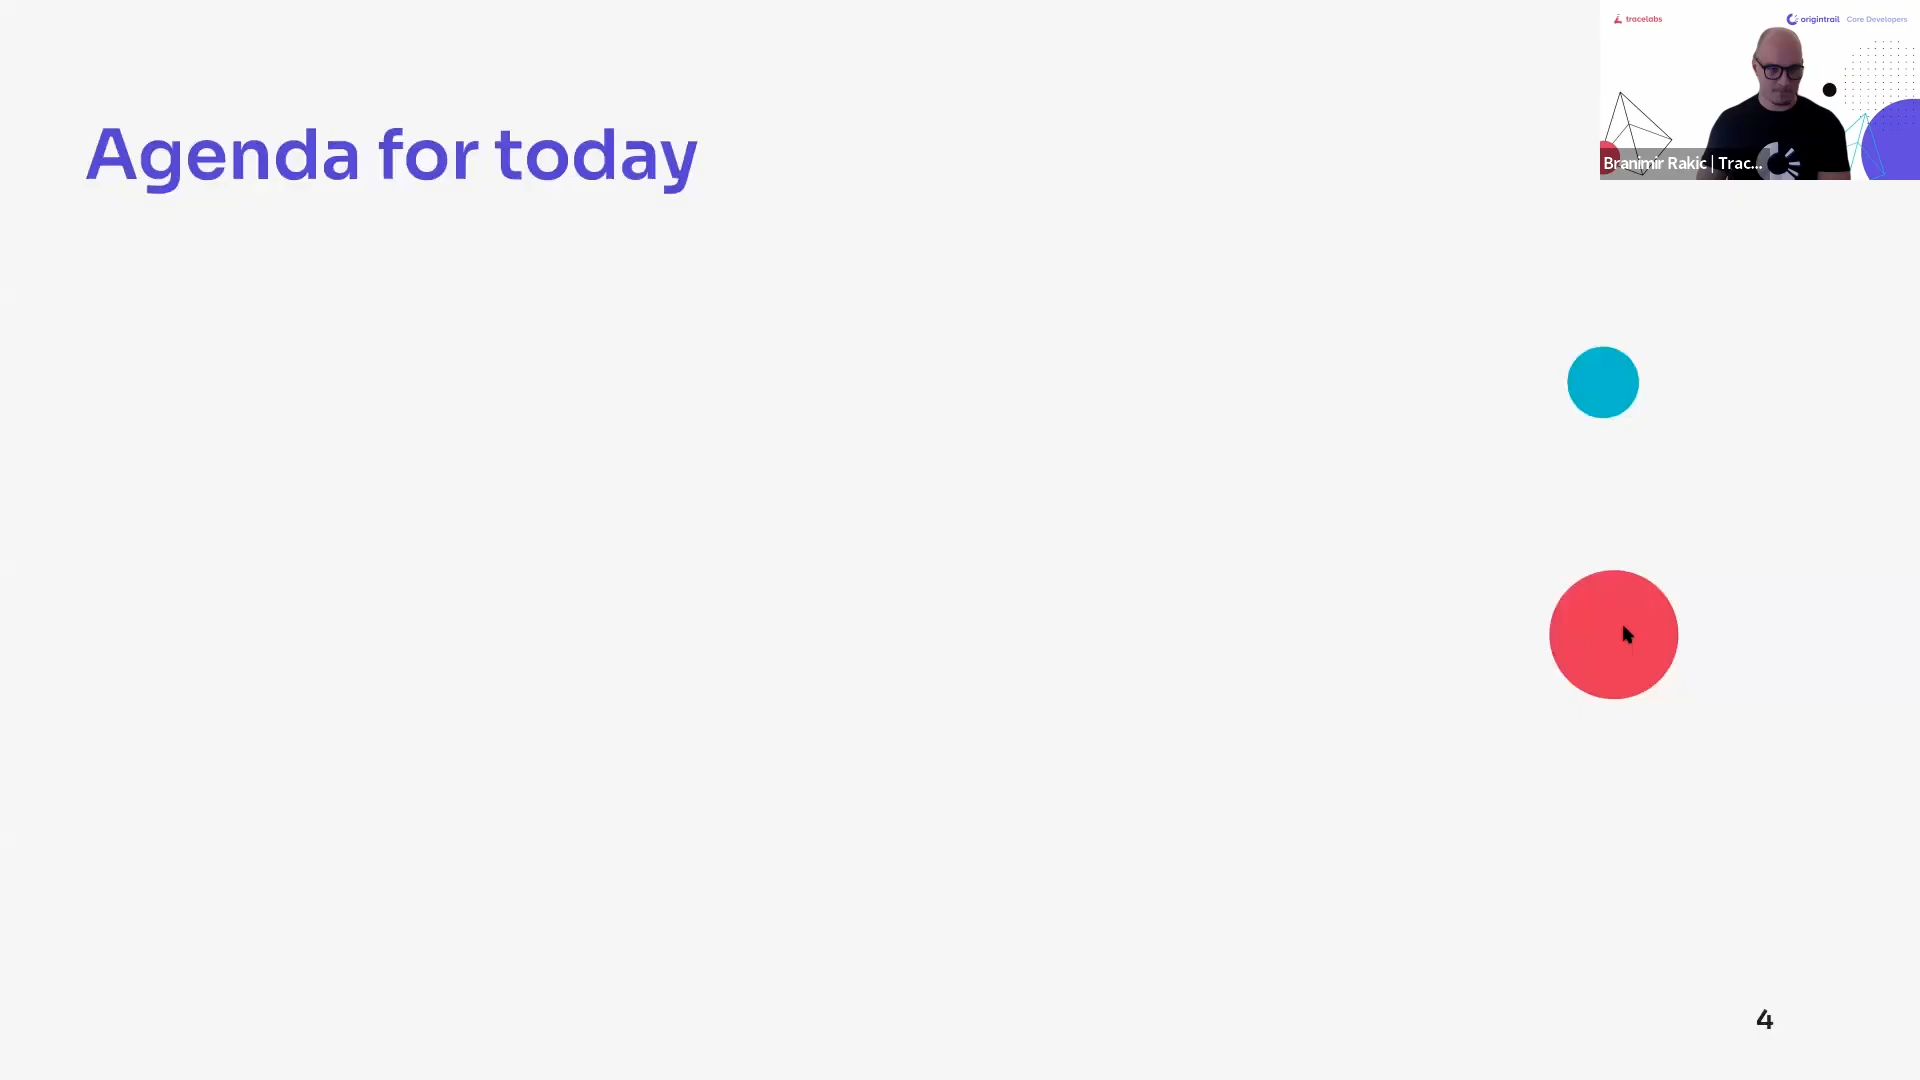 tracelabs
origintrail Core Developers
Agenda for today
Branimir Rakic | Trac...
4